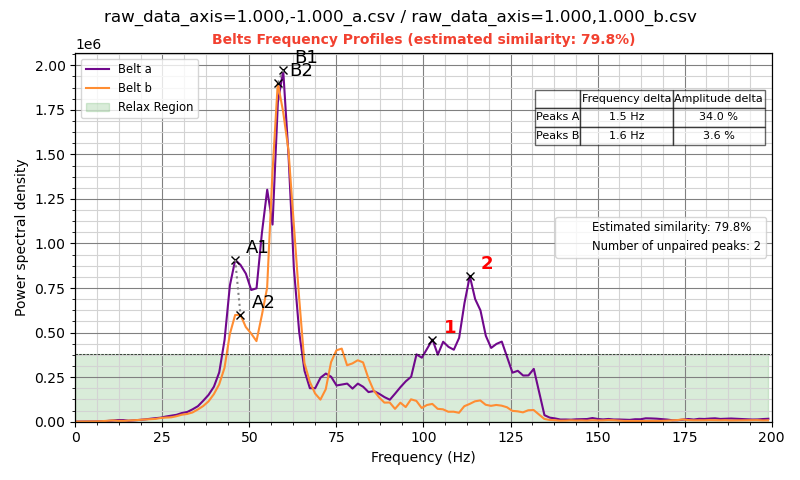 raw_data_axis=1.000,-1.000_a.csv / raw_data_axis=1.000,1.000_b.csv
Belts Frequency Profiles (estimated similarity: 79.8%)
1e6
Belt a
Belt b
Relax Region
B1
B2
Frequency delta Amplitude delta
Peaks A 1.5 Hz 34.0 %
Peaks B 1.6 Hz 3.6 %
Estimated similarity: 79.8%
Number of unpaired peaks: 2
A1
A2
1
2
2.00
1.75
1.50
1.25
1.00
0.75
0.50
0.25
0.00
Power spectral density
0 25 50 75 100 125 150 175 200
Frequency (Hz)